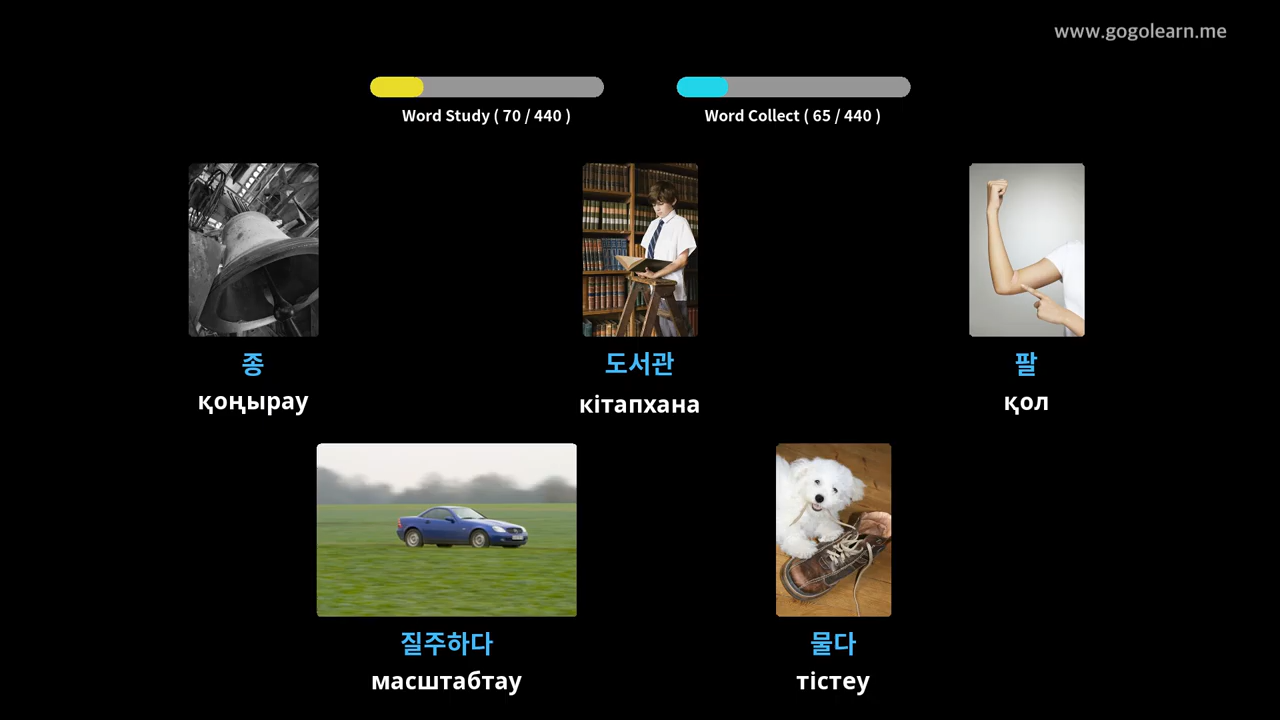 www.gogolearn.me
Word Study ( 70 / 440 )
Word Collect ( 65 / 440 )
종
қоңырау
도서관
кітапхана
팔
қол
질주하다
масштабтау
물다
тістеу